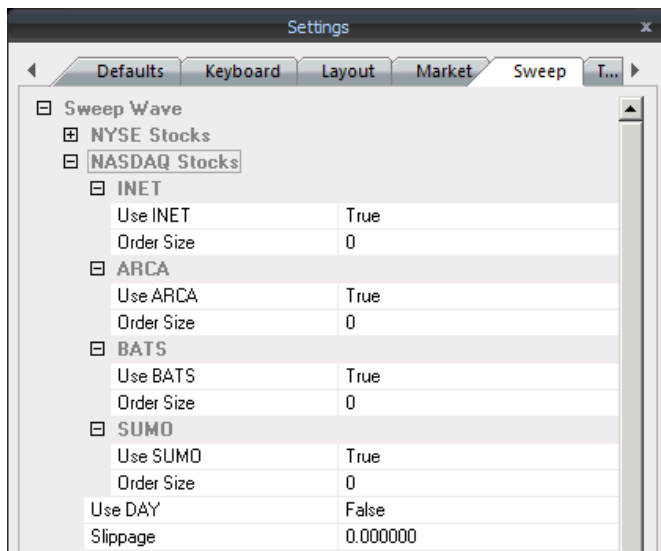 Settings x
Defaults Keyboard Layout Market Sweep T...
Sweep Wave
NYSE Stocks
NASDAQ Stocks
INET
Use INET True
Order Size 0
ARCA
Use ARCA True
Order Size 0
BATS
Use BATS True
Order Size 0
SUMO
Use SUMO True
Order Size 0
Use DAY False
Slippage 0.000000